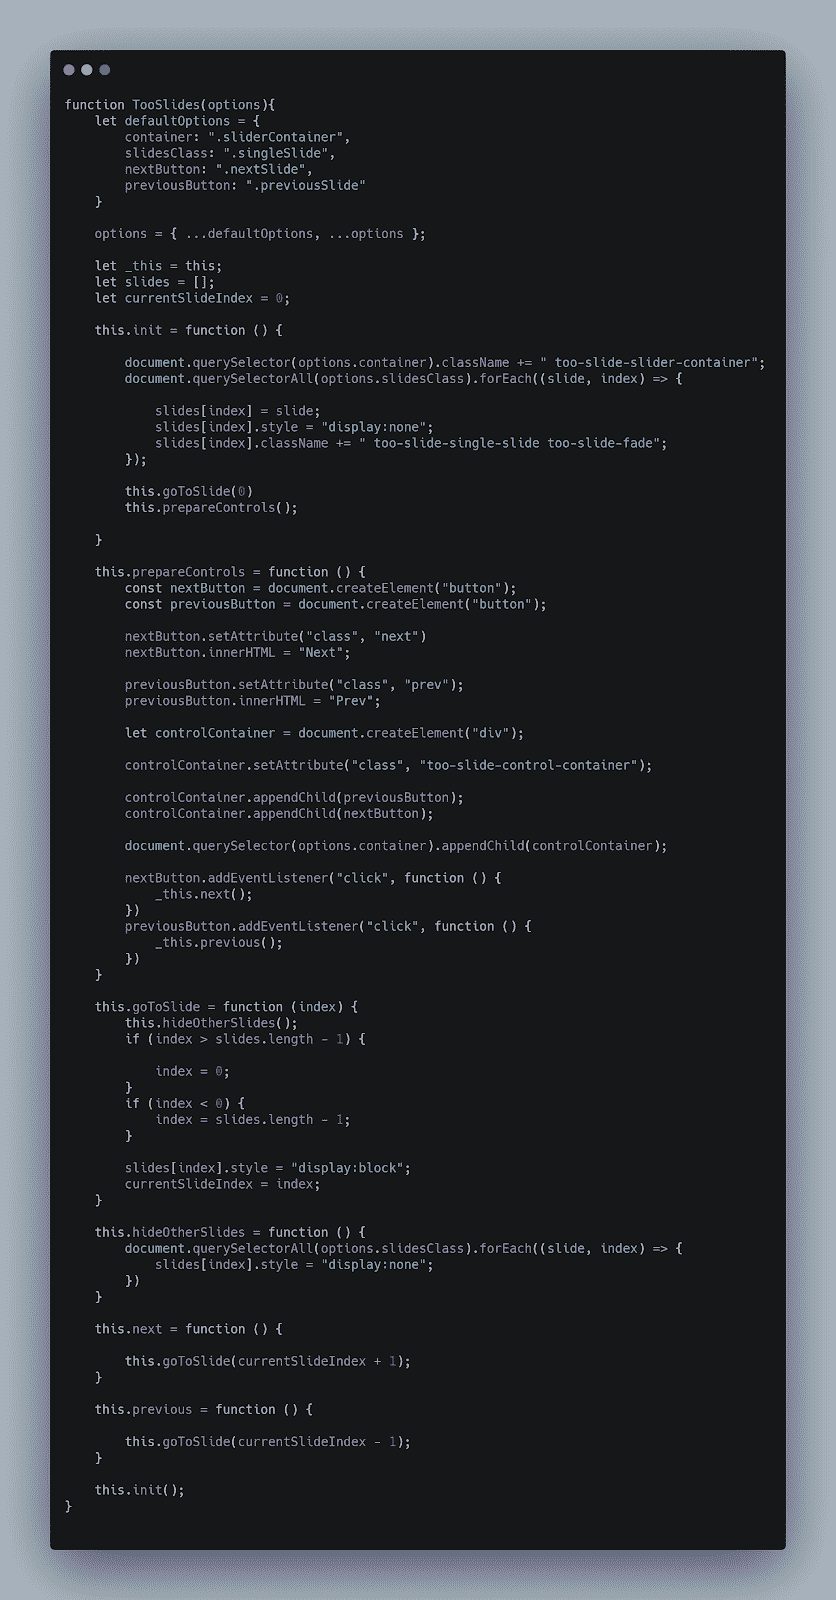 function TooSlides(options){
let defaultOptions = {
container: ".sliderContainer",
slidesClass: ".singleSlide",
nextButton: ".nextSlide",
previousButton: ".previousSlide"
}
options = { ...defaultOptions, ...options };
let _this = this;
let slides = [];
let currentSlideIndex = 0;
this.init = function () {
document.querySelector(options.container).className += " too-slide-slider-container";
document.querySelectorAll(options.slidesClass).forEach((slide, index) => {
slides[index] = slide;
slides[index].style = "display:none";
slides[index].className += " too-slide-single-slide too-slide-fade";
});
this.goToSlide(0)
this.prepareControls();
}
this.prepareControls = function () {
const nextButton = document.createElement("button");
const previousButton = document.createElement("button");
nextButton.setAttribute("class", "next")
nextButton.innerHTML = "Next";
previousButton.setAttribute("class", "prev");
previousButton.innerHTML = "Prev";
let controlContainer = document.createElement("div");
controlContainer.setAttribute("class", "too-slide-control-container");
controlContainer.appendChild(previousButton);
controlContainer.appendChild(nextButton);
document.querySelector(options.container).appendChild(controlContainer);
nextButton.addEventListener("click", function () {
_this.next();
})
previousButton.addEventListener("click", function () {
_this.previous();
})
}
this.goToSlide = function (index) {
this.hideOtherSlides();
if (index > slides.length - 1) {
index = 0;
}
if (index < 0) {
index = slides.length - 1;
}
slides[index].style = "display:block";
currentSlideIndex = index;
}
this.hideOtherSlides = function () {
document.querySelectorAll(options.slidesClass).forEach((slide, index) => {
slides[index].style = "display:none";
})
}
this.next = function () {
this.goToSlide(currentSlideIndex + 1);
}
this.previous = function () {
this.goToSlide(currentSlideIndex - 1);
}
this.init();
}